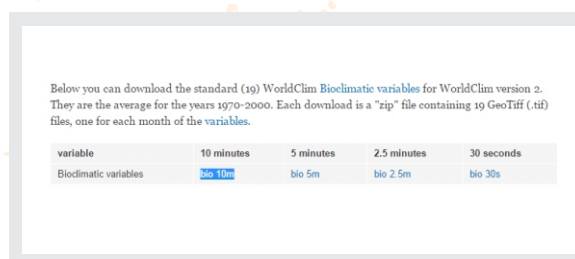 Below you can download the standard (19) WorldClim Bioclimatic variables for WorldClim version 2.
They are the average for the years 1970-2000. Each download is a "zip" file containing 19 GeoTiff (.tif)
files, one for each month of the variables.
variable 10 minutes 5 minutes 2.5 minutes 30 seconds
Bioclimatic variables bio 10m bio 5m bio 2.5m bio 30s